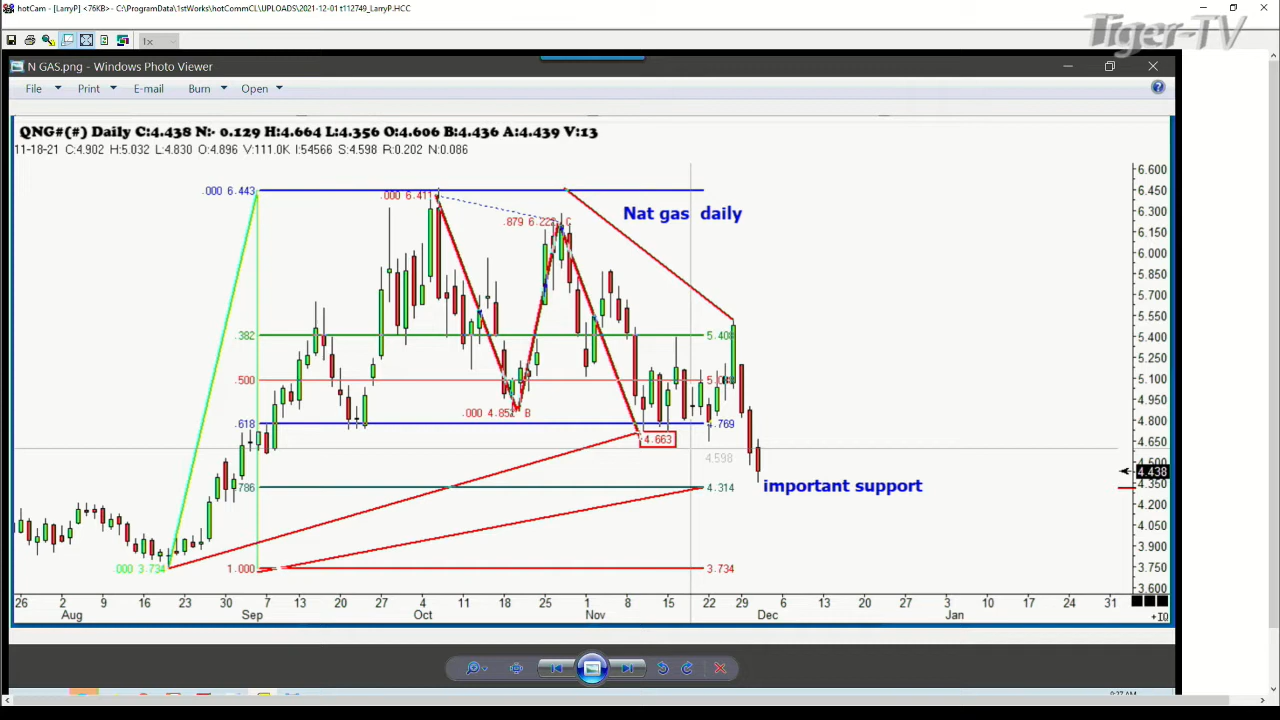 hotCam - [LarryP] <76KB>- C:\ProgramData\1stWorks\hotCommCL\UPLOADS\2021-12-01 t112749_LarryP.HCC
Tiger-TV
1x
N GAS.png - Windows Photo Viewer
File Print E-mail Burn Open
QNG#(#) Daily C:4.438 N:- 0.129 H:4.664 L:4.356 O:4.606 B:4.436 A:4.439 V:13
11-18-21 C:4.902 H:5.032 L:4.830 O:4.896 V:111.0K I:54566 S:4.598 R:0.202 N:0.086
6.600
.000 6.443
.000 6.411
6.450
.879 6.222 C
Nat gas daily
6.300
6.150
6.000
5.850
5.700
5.550
.382
5.400
5.250
.500
5.100
4.950
.000 4.852 B
.618
4.769
4.800
4.663
4.650
4.598
4.500
4.438
.786
4.314
important support
4.350
4.200
4.050
3.900
000 3.734
1.000
3.734
3.750
3.600
26 2 9 16 23 30 7 13 20 27 4 11 18 25 1 8 15 22 29 6 13 20 27 3 10 17 24 31
Aug Sep Oct Nov Dec Jan
8:37 AM